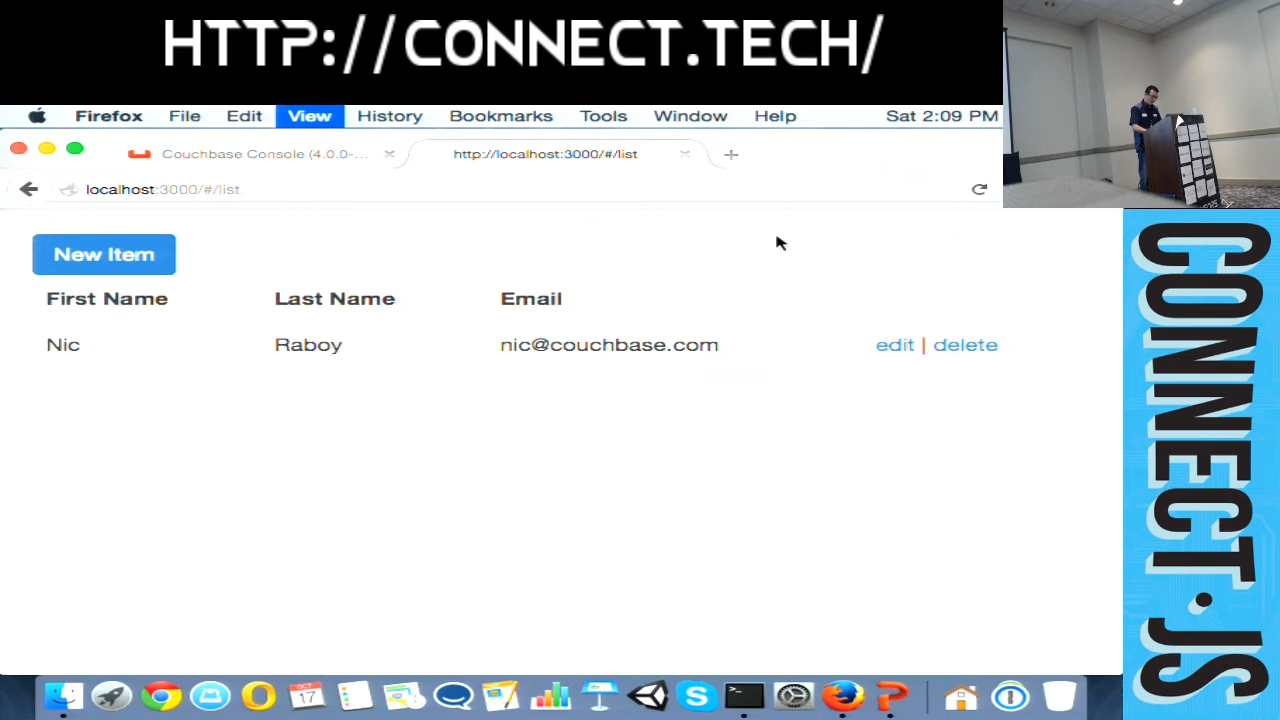 HTTP://CONNECT.TECH/
Firefox File Edit View History Bookmarks Tools Window Help Sat 2:09 PM
Couchbase Console (4.0.0-... http://localhost:3000/#/list
localhost:3000/#/list
New Item
First Name Last Name Email
Nic Raboy nic@couchbase.com edit | delete
OCT
17
CONNECT.JS